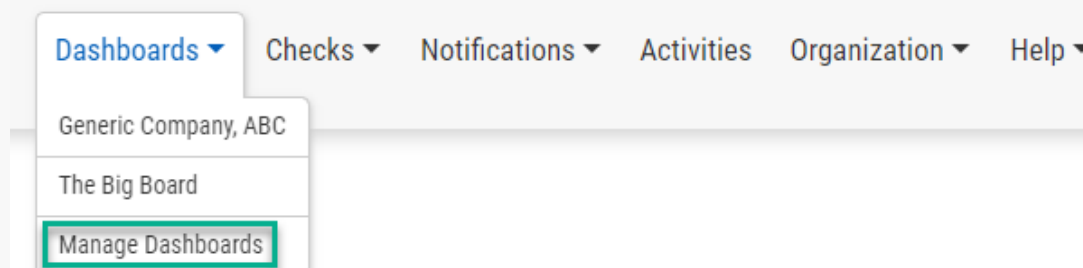 Dashboards Checks Notifications Activities Organization Help
Generic Company, ABC
The Big Board
Manage Dashboards